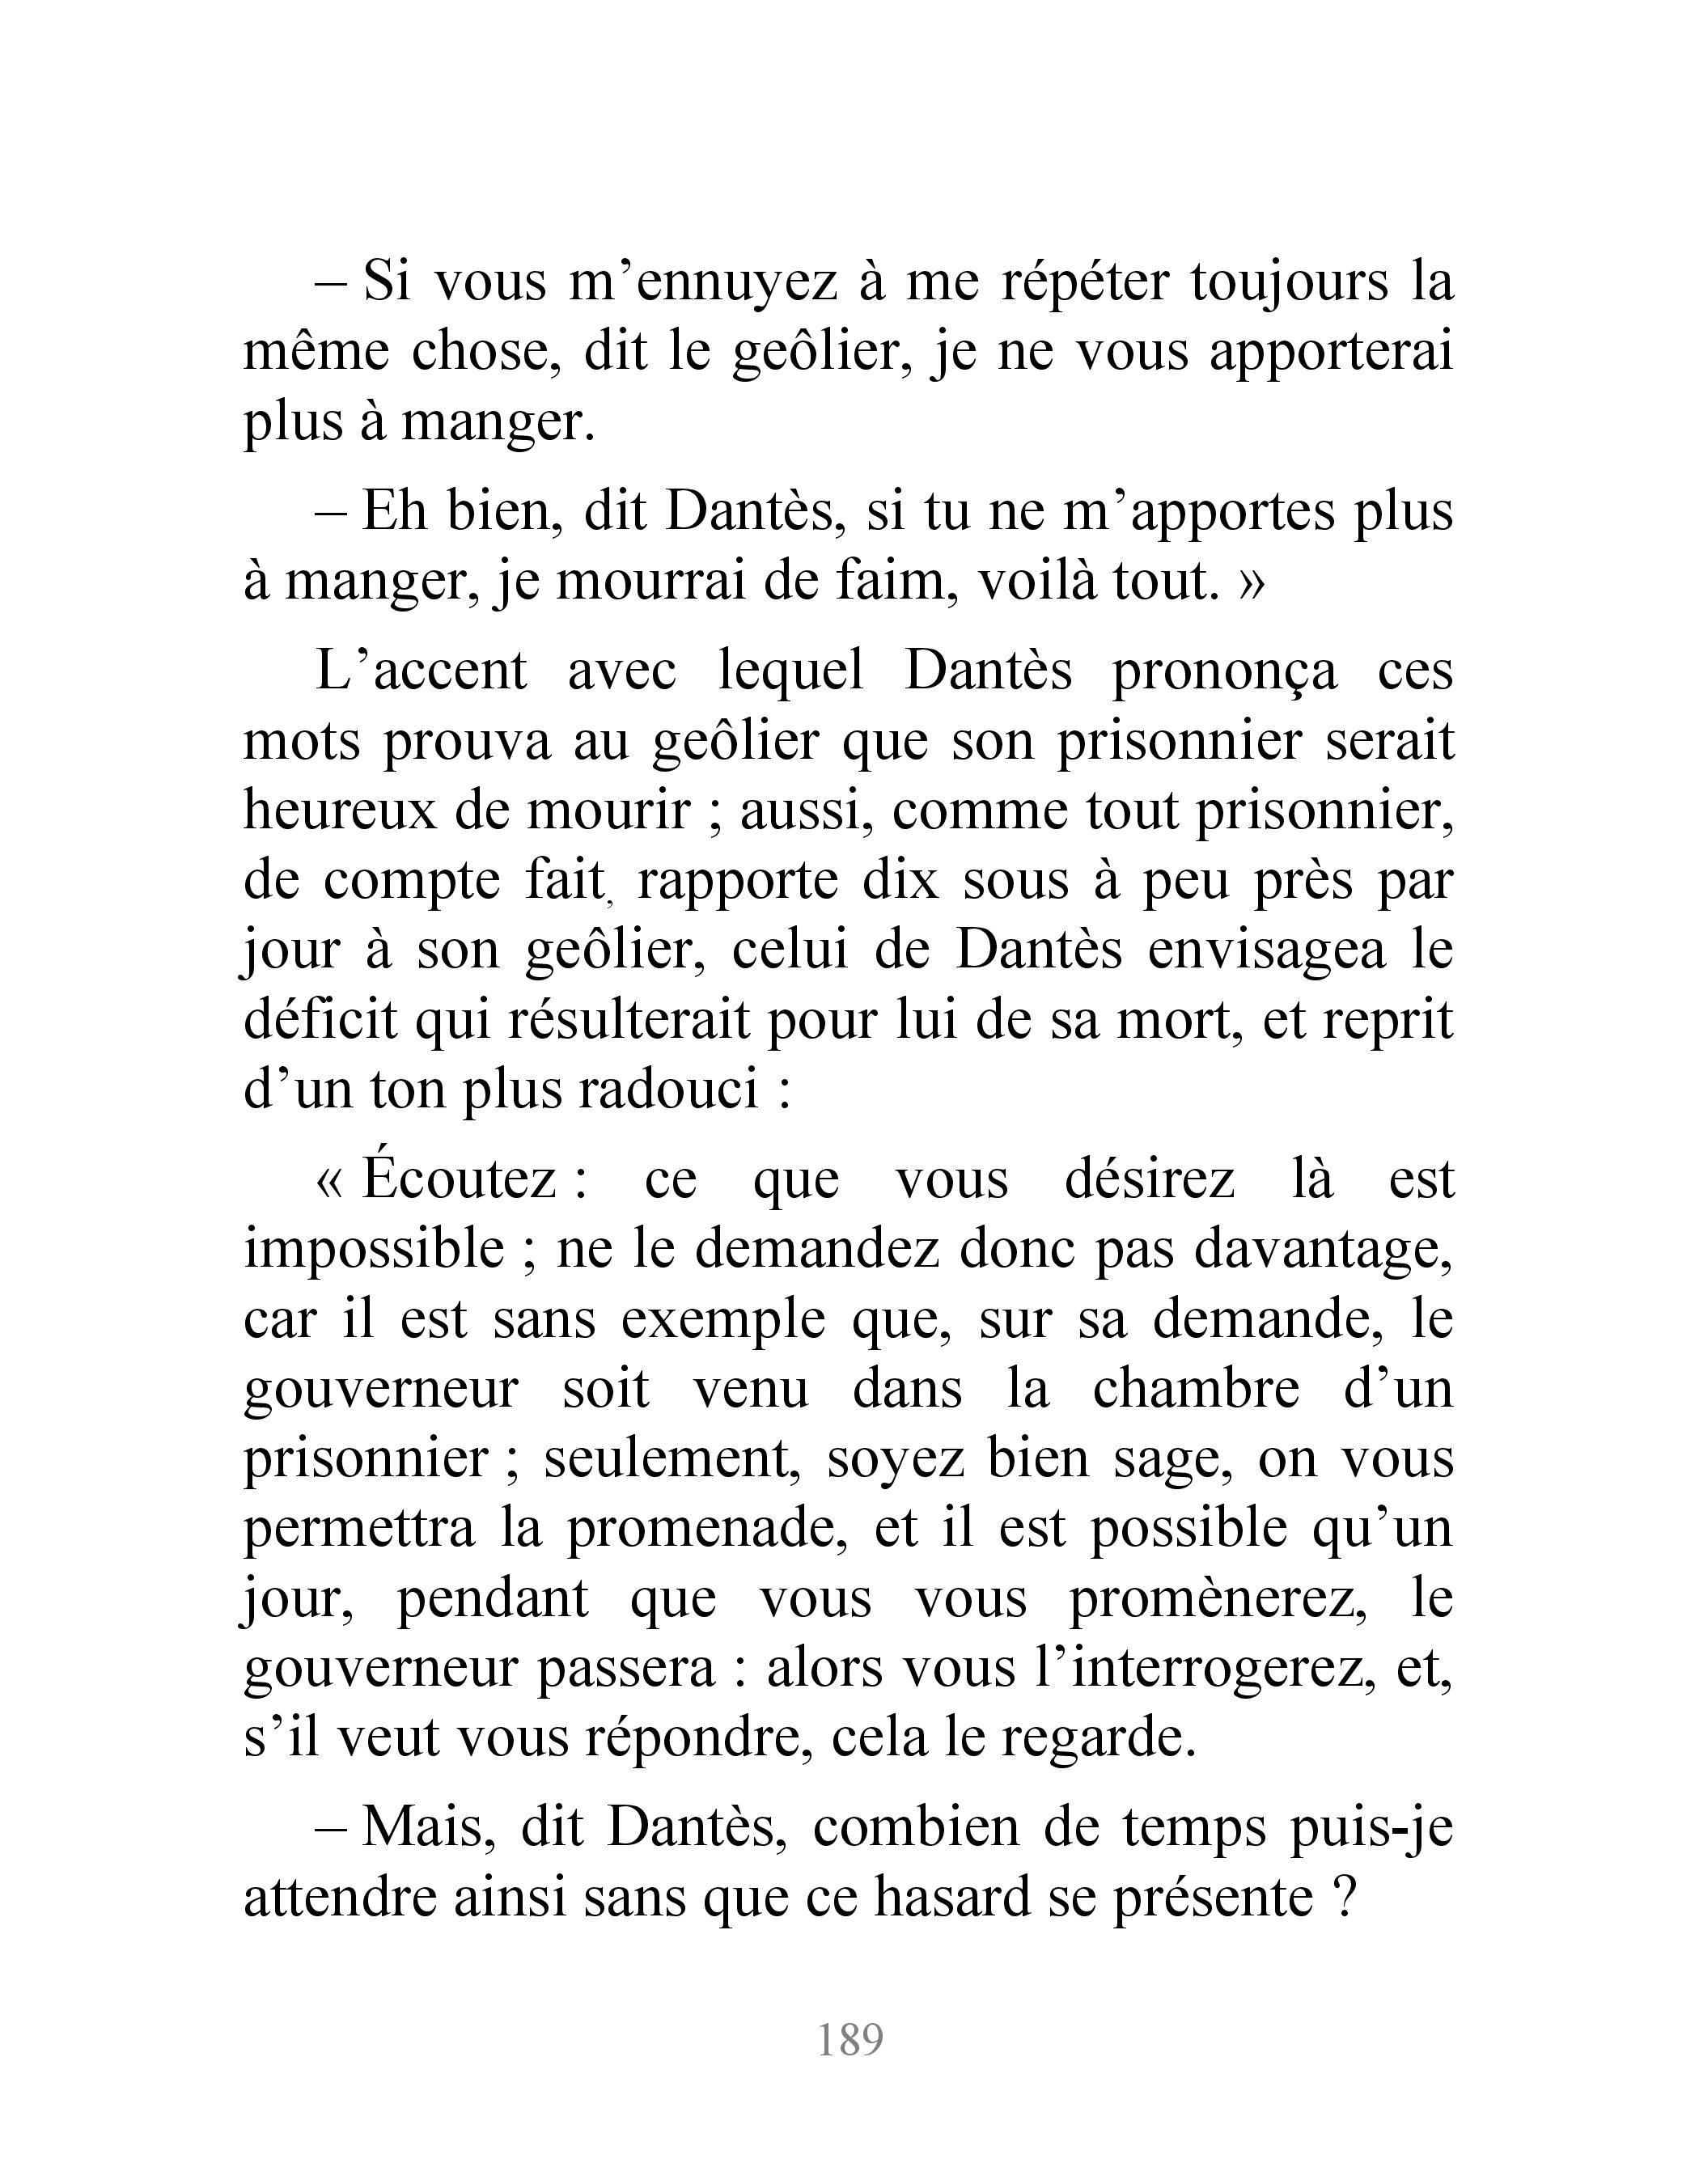 – Si vous m’ennuyez à me répéter toujours la
même chose, dit le geôlier, je ne vous apporterai
plus à manger.
– Eh bien, dit Dantès, si tu ne m’apportes plus
à manger, je mourrai de faim, voilà tout. »
L’accent avec lequel Dantès prononça ces
mots prouva au geôlier que son prisonnier serait
heureux de mourir ; aussi, comme tout prisonnier,
de compte fait, rapporte dix sous à peu près par
jour à son geôlier, celui de Dantès envisagea le
déficit qui résulterait pour lui de sa mort, et reprit
d’un ton plus radouci :
« Écoutez : ce que vous désirez là est
impossible ; ne le demandez donc pas davantage,
car il est sans exemple que, sur sa demande, le
gouverneur soit venu dans la chambre d’un
prisonnier ; seulement, soyez bien sage, on vous
permettra la promenade, et il est possible qu’un
jour, pendant que vous vous promènerez, le
gouverneur passera : alors vous l’interrogerez, et,
s’il veut vous répondre, cela le regarde.
– Mais, dit Dantès, combien de temps puis-je
attendre ainsi sans que ce hasard se présente ?
189